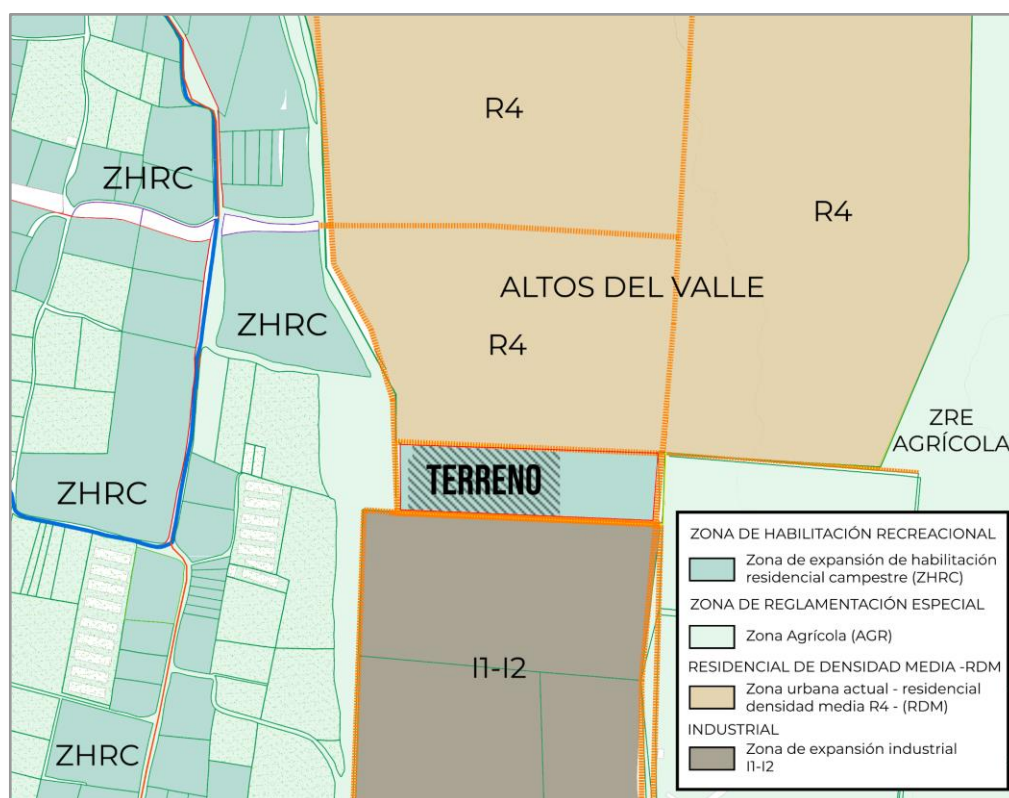 R4
ZHRC
R4
ALTOS DEL VALLE
ZHRC
R4
ZRE
AGRÍCOLA
TERRENO
ZHRC
I1-I2
ZHRC
ZONA DE HABILITACIÓN RECREACIONAL
Zona de expansión de habilitación
residencial campestre (ZHRC)
ZONA DE REGLAMENTACIÓN ESPECIAL
Zona Agrícola (AGR)
RESIDENCIAL DE DENSIDAD MEDIA -RDM
Zona urbana actual - residencial
densidad media R4 - (RDM)
INDUSTRIAL
Zona de expansión industrial
I1-I2